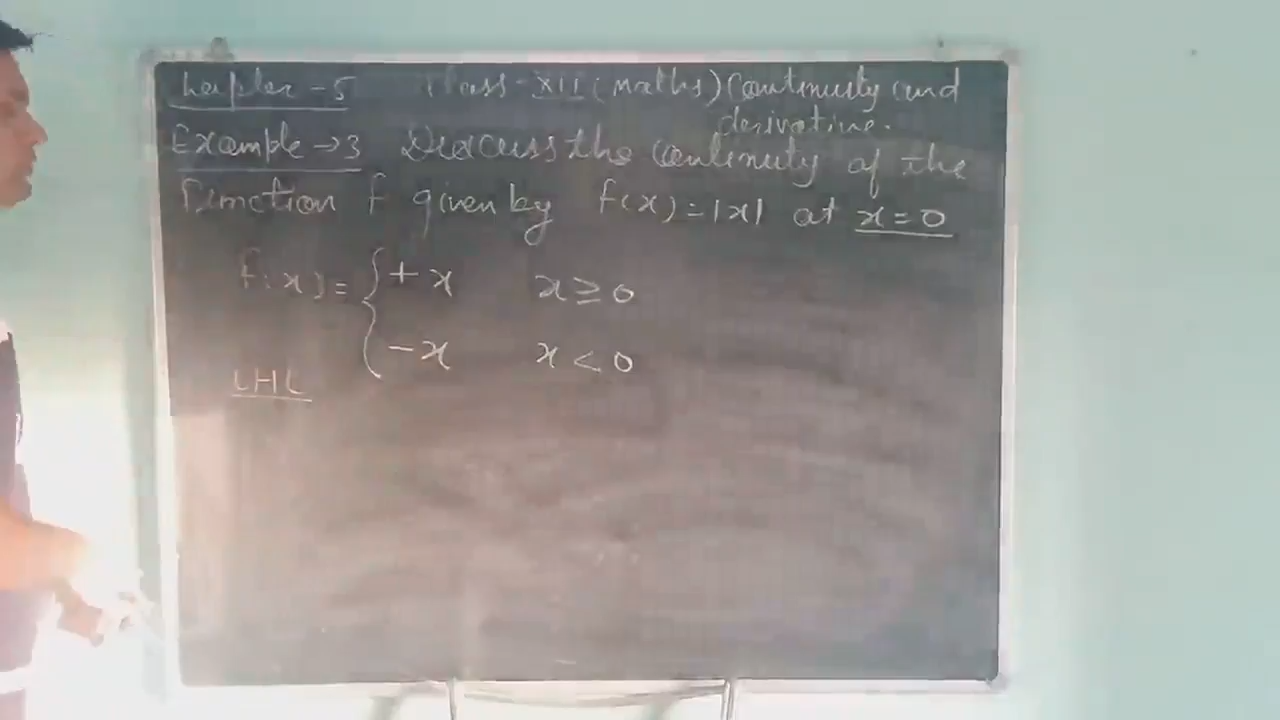 Chapter - 5 Class - XII (Maths) Continuity and
derivative.
Example → 3 Discuss the continuity of the
function f given by f(x) = |x| at x = 0
f(x) = { + x x ≥ 0
- x x < 0
LHL